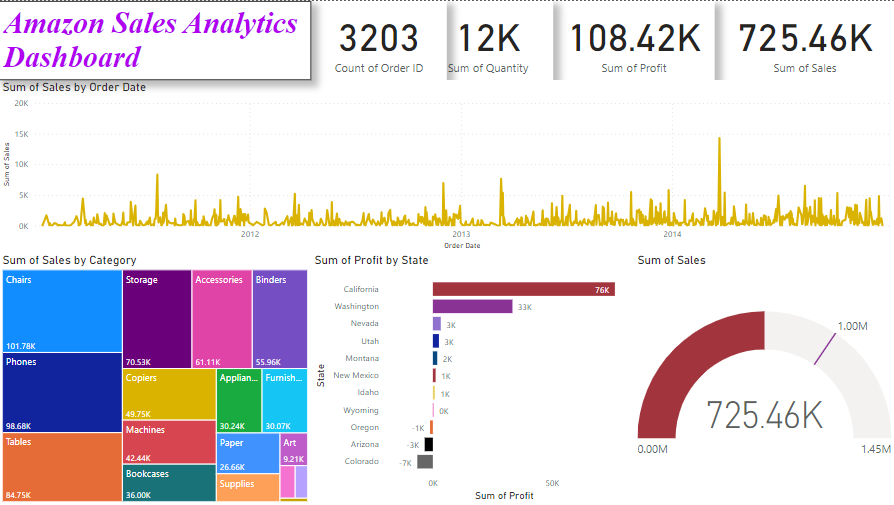 Amazon Sales Analytics
Dashboard
3203
Count of Order ID
12K
Sum of Quantity
108.42K
Sum of Profit
725.46K
Sum of Sales
Sum of Sales by Order Date
Sum of Sales
20K
15K
10K
5K
0K
2012
2013
2014
Order Date
Sum of Sales by Category
Chairs
101.78K
Phones
98.68K
Tables
84.75K
Storage
70.53K
Accessories
61.11K
Binders
55.96K
Copiers
49.75K
Machines
42.44K
Bookcases
36.00K
Applian...
30.24K
Furnish...
30.07K
Paper
26.66K
Art
9.21K
Supplies
Sum of Profit by State
State
California 76K
Washington 33K
Nevada 3K
Utah 3K
Montana 2K
New Mexico 1K
Idaho 1K
Wyoming 0K
Oregon -1K
Arizona -3K
Colorado -7K
0K 50K
Sum of Profit
Sum of Sales
1.00M
725.46K
0.00M 1.45M